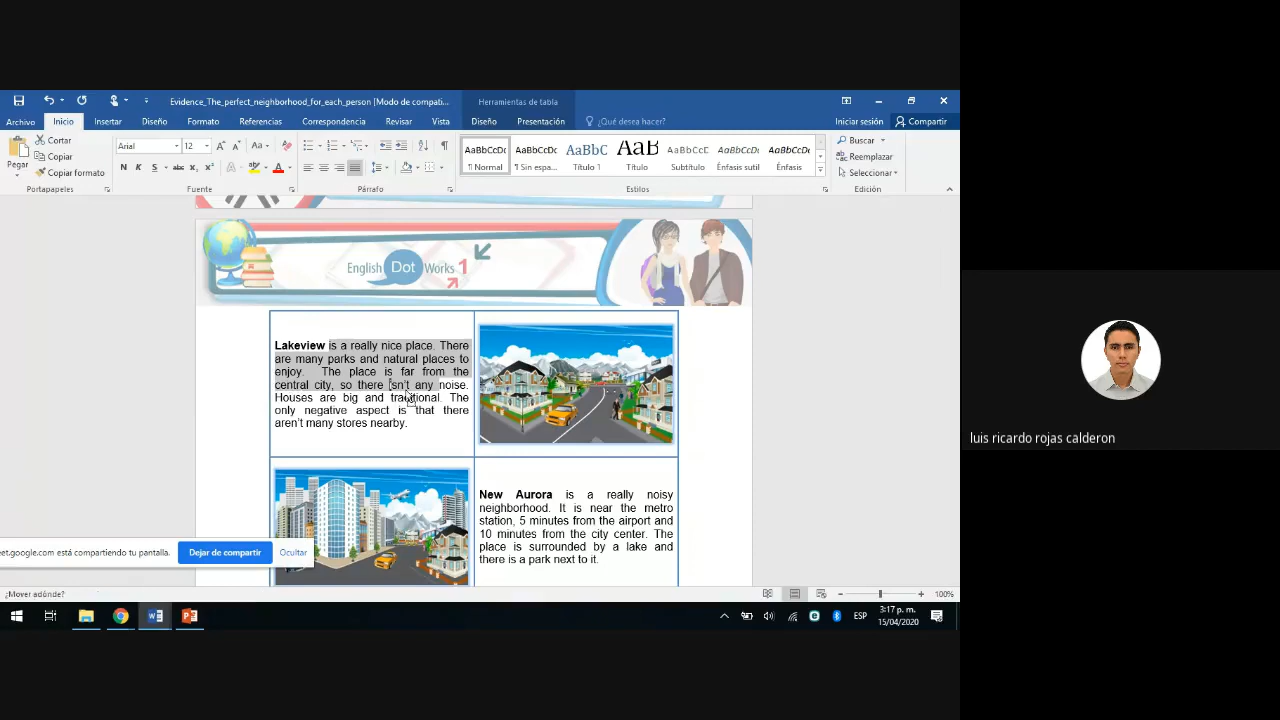 Evidence_The_perfect_neighborhood_for_each_person [Modo de compati...
Herramientas de tabla
Archivo
Inicio
Insertar
Diseño
Formato
Referencias
Correspondencia
Revisar
Vista
Diseño
Presentación
¿Qué desea hacer?
Iniciar sesión
Compartir
Pegar
Cortar
Copiar
Copiar formato
Portapapeles
Arial
12
Aa
N K S abc x₂ x²
Fuente
Párrafo
AaBbCcDc
¶ Normal
AaBbCcDc
¶ Sin espa...
AaBbC
Título 1
AaB
Título
AaBbCcC
Subtítulo
AaBbCcDc
Énfasis sutil
AaBbCcDc
Énfasis
Estilos
Buscar
Reemplazar
Seleccionar
Edición
English Dot Works 1
Lakeview is a really nice place. There
are many parks and natural places to
enjoy. The place is far from the
central city, so there isn't any noise.
Houses are big and traditional. The
only negative aspect is that there
aren't many stores nearby.
New Aurora is a really noisy
neighborhood. It is near the metro
station, 5 minutes from the airport and
10 minutes from the city center. The
place is surrounded by a lake and
there is a park next to it.
eet.google.com está compartiendo tu pantalla.
Dejar de compartir
Ocultar
¿Mover adónde?
100%
ESP
3:17 p. m.
15/04/2020
luis ricardo rojas calderon